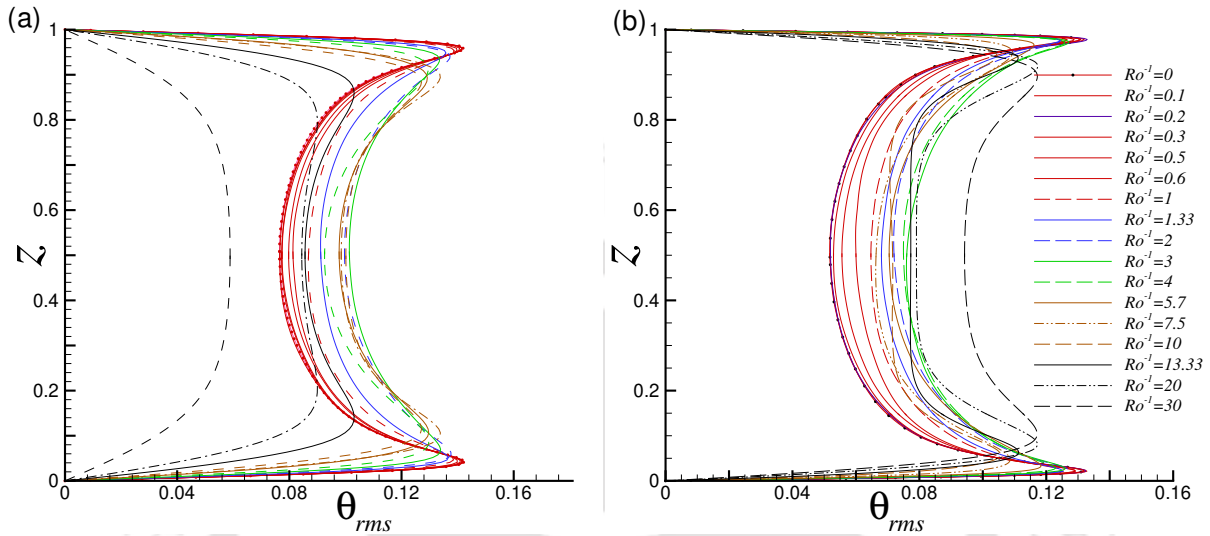 (a)
1
0.8
0.6
0.4
0.2
0
Z
0 0.04 0.08 0.12 0.16
θrms
(b)
1
0.8
0.6
0.4
0.2
0
Z
0 0.04 0.08 0.12 0.16
θrms
Ro⁻¹=0
Ro⁻¹=0.1
Ro⁻¹=0.2
Ro⁻¹=0.3
Ro⁻¹=0.5
Ro⁻¹=0.6
Ro⁻¹=1
Ro⁻¹=1.33
Ro⁻¹=2
Ro⁻¹=3
Ro⁻¹=4
Ro⁻¹=5.7
Ro⁻¹=7.5
Ro⁻¹=10
Ro⁻¹=13.33
Ro⁻¹=20
Ro⁻¹=30